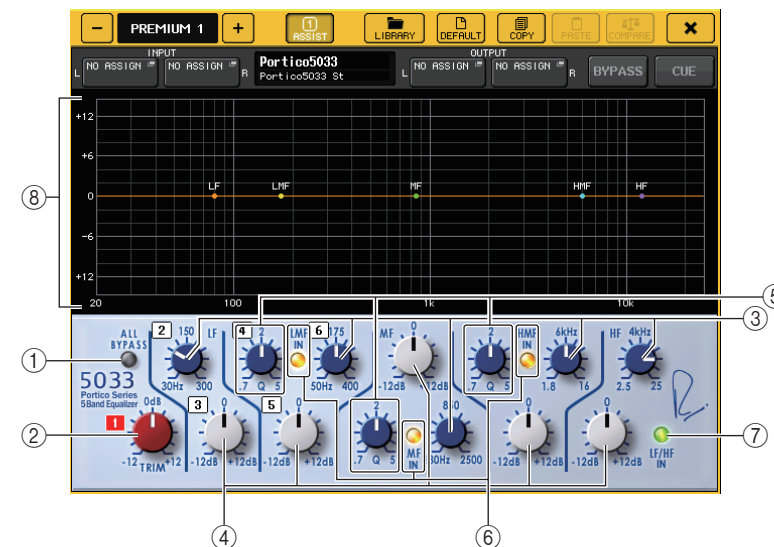 PREMIUM 1
1
ASSIST
LIBRARY
DEFAULT
COPY
PASTE
COMPARE
INPUT
L NO ASSIGN NO ASSIGN R
Portico5033
Portico5033 St
OUTPUT
L NO ASSIGN NO ASSIGN R
BYPASS
CUE
+12
+6
0
-6
+12
LF LMF MF HMF HF
20 100 1k 10k
8
5
3
1
2
7
4
6
ALL
BYPASS
5033
Portico Series
5Band Equalizer
1
0dB
-12 +12
TRIM
2 150 LF
30Hz 300
3 0
-12dB +12dB
4 2
.7 Q 5
LMF
IN
6 175
50Hz 400
5 0
-12dB +12dB
MF 0
-12dB +12dB
2
.7 Q 5
MF
IN
850
2500
2
.7 Q 5
HMF
IN
6kHz
1.8 16
0
-12dB +12dB
HF 4kHz
2.5 25
0
-12dB +12dB
LF/HF
IN